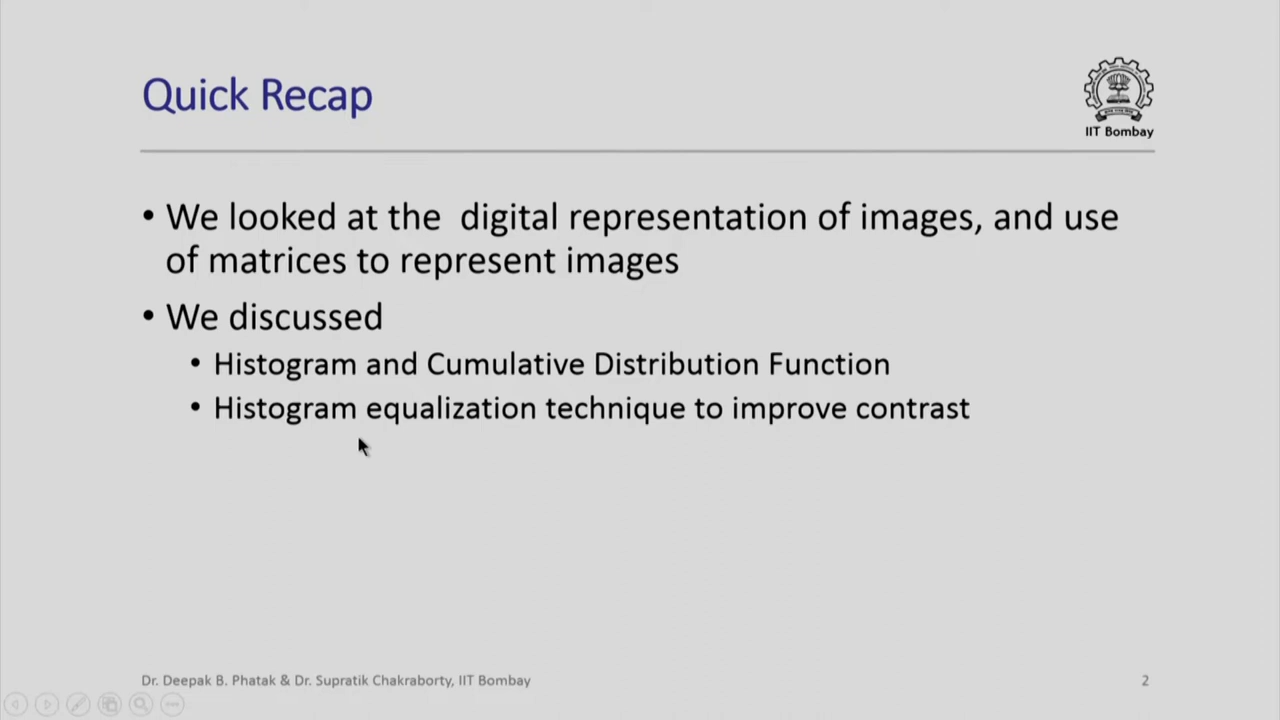 Quick Recap
IIT Bombay
• We looked at the  digital representation of images, and use
of matrices to represent images
• We discussed
• Histogram and Cumulative Distribution Function
• Histogram equalization technique to improve contrast
Dr. Deepak B. Phatak & Dr. Supratik Chakraborty, IIT Bombay
2